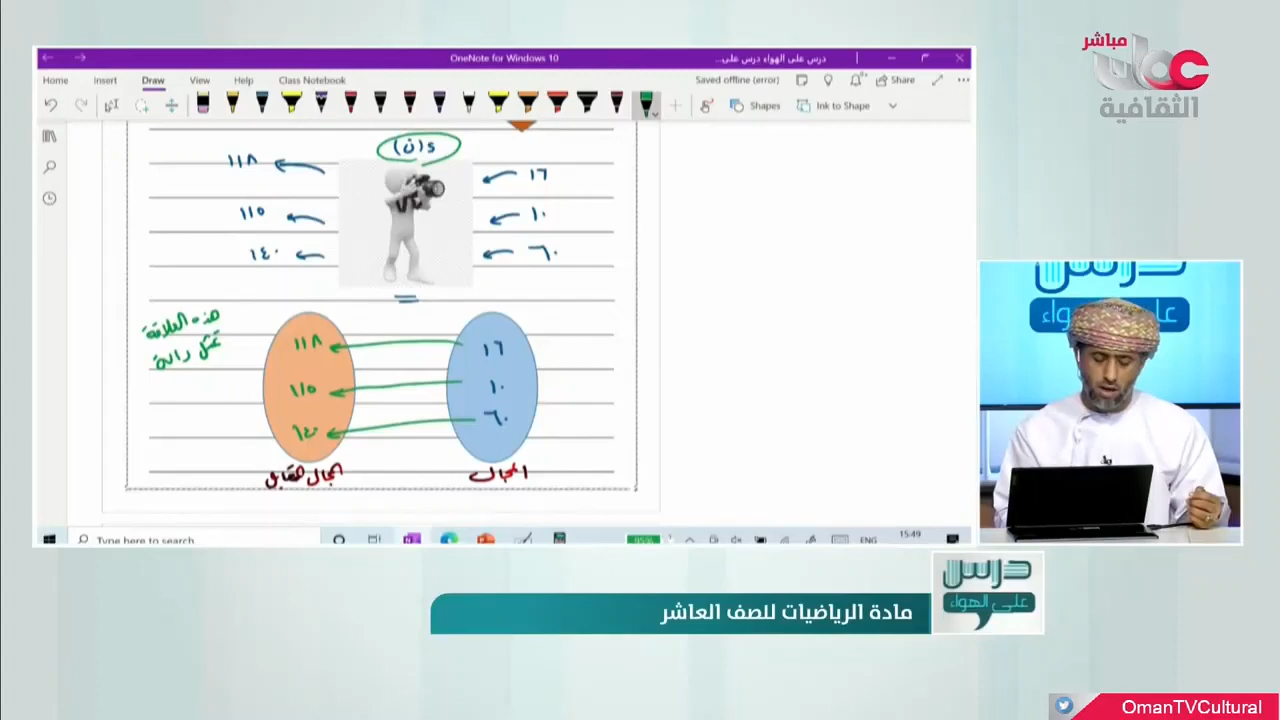 درس على الهواء درس على...
OneNote for Windows 10
Home Insert Draw View Help Class Notebook
Saved offline (error) Share
Shapes Ink to Shape
مباشر
عمان
الثقافية
د(ن)
١٦ ١١٨
١٠ ١١٥
٦٠ ١٤٠
هذه العلاقة
تمثل دالة
١٦ ١١٨
١٠ ١١٥
٦٠ ١٤٠
المجال المجال المقابل
درس
على الهواء
Type here to search
95%
ENG
15:49
درس
على الهواء
مادة الرياضيات للصف العاشر
OmanTVCultural